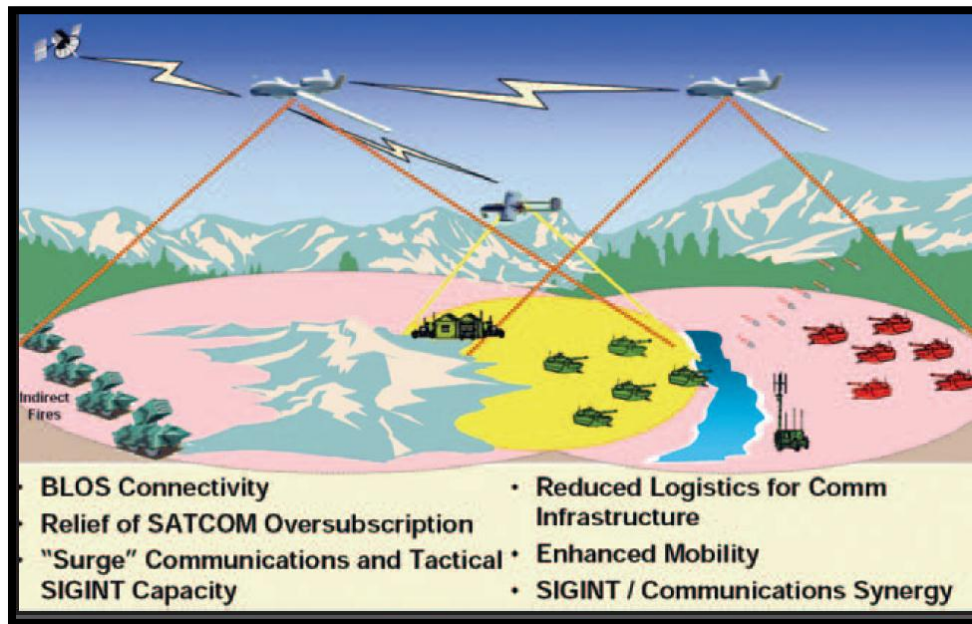 Indirect
Fires
• BLOS Connectivity
• Relief of SATCOM Oversubscription
• “Surge” Communications and Tactical
SIGINT Capacity
• Reduced Logistics for Comm
Infrastructure
• Enhanced Mobility
• SIGINT / Communications Synergy